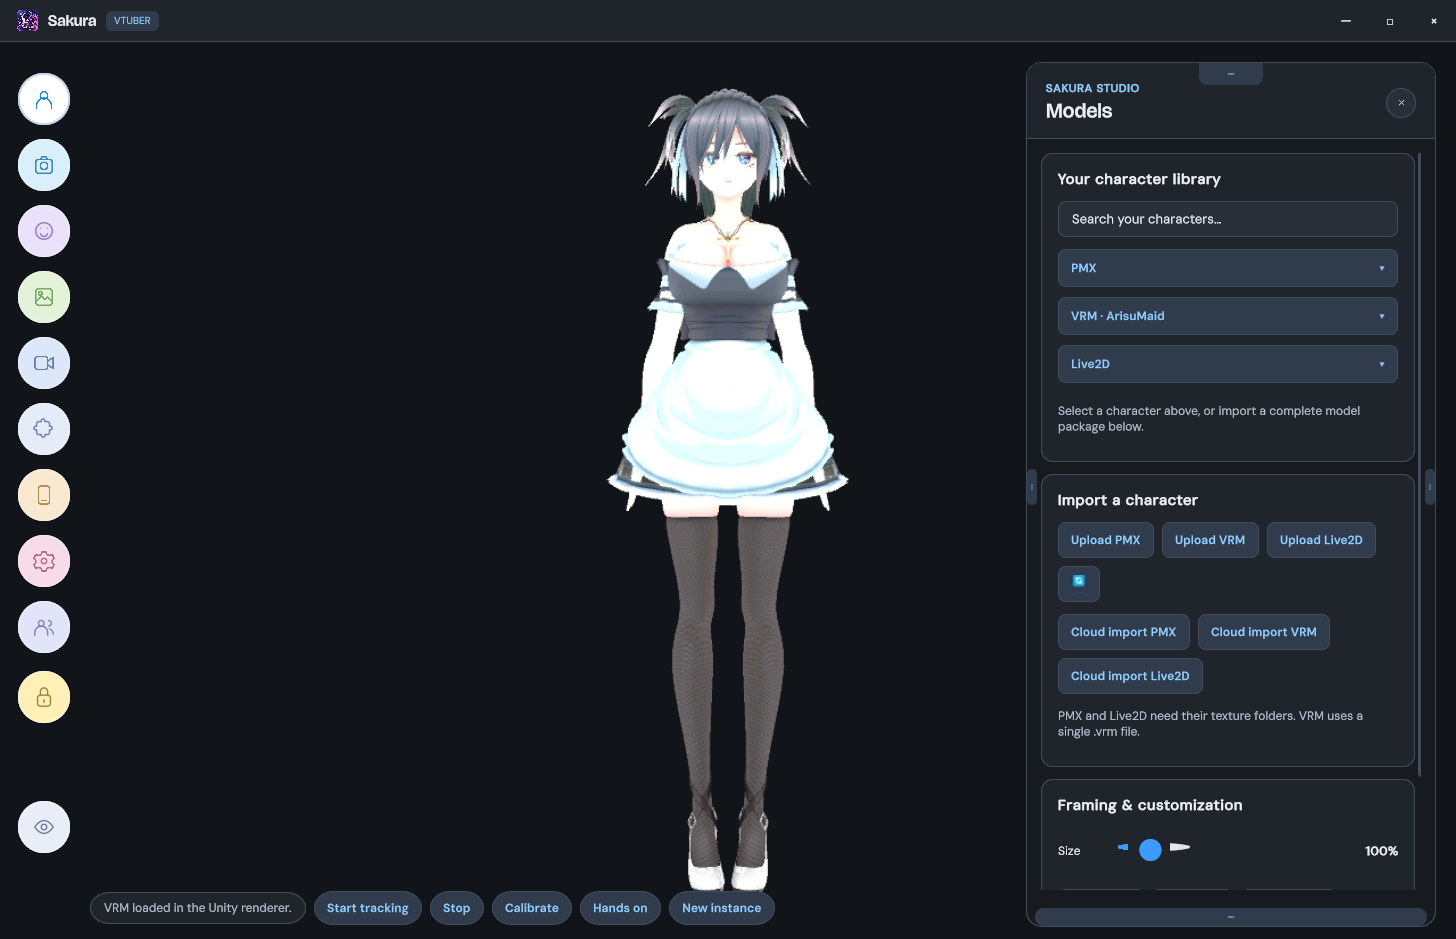 Sakura
VTUBER
SAKURA STUDIO
Models
Your character library
Search your characters...
PMX
VRM · ArisuMaid
Live2D
Select a character above, or import a complete model
package below.
Import a character
Upload PMX
Upload VRM
Upload Live2D
Cloud import PMX
Cloud import VRM
Cloud import Live2D
PMX and Live2D need their texture folders. VRM uses a
single .vrm file.
Framing & customization
Size
100%
VRM loaded in the Unity renderer.
Start tracking
Stop
Calibrate
Hands on
New instance